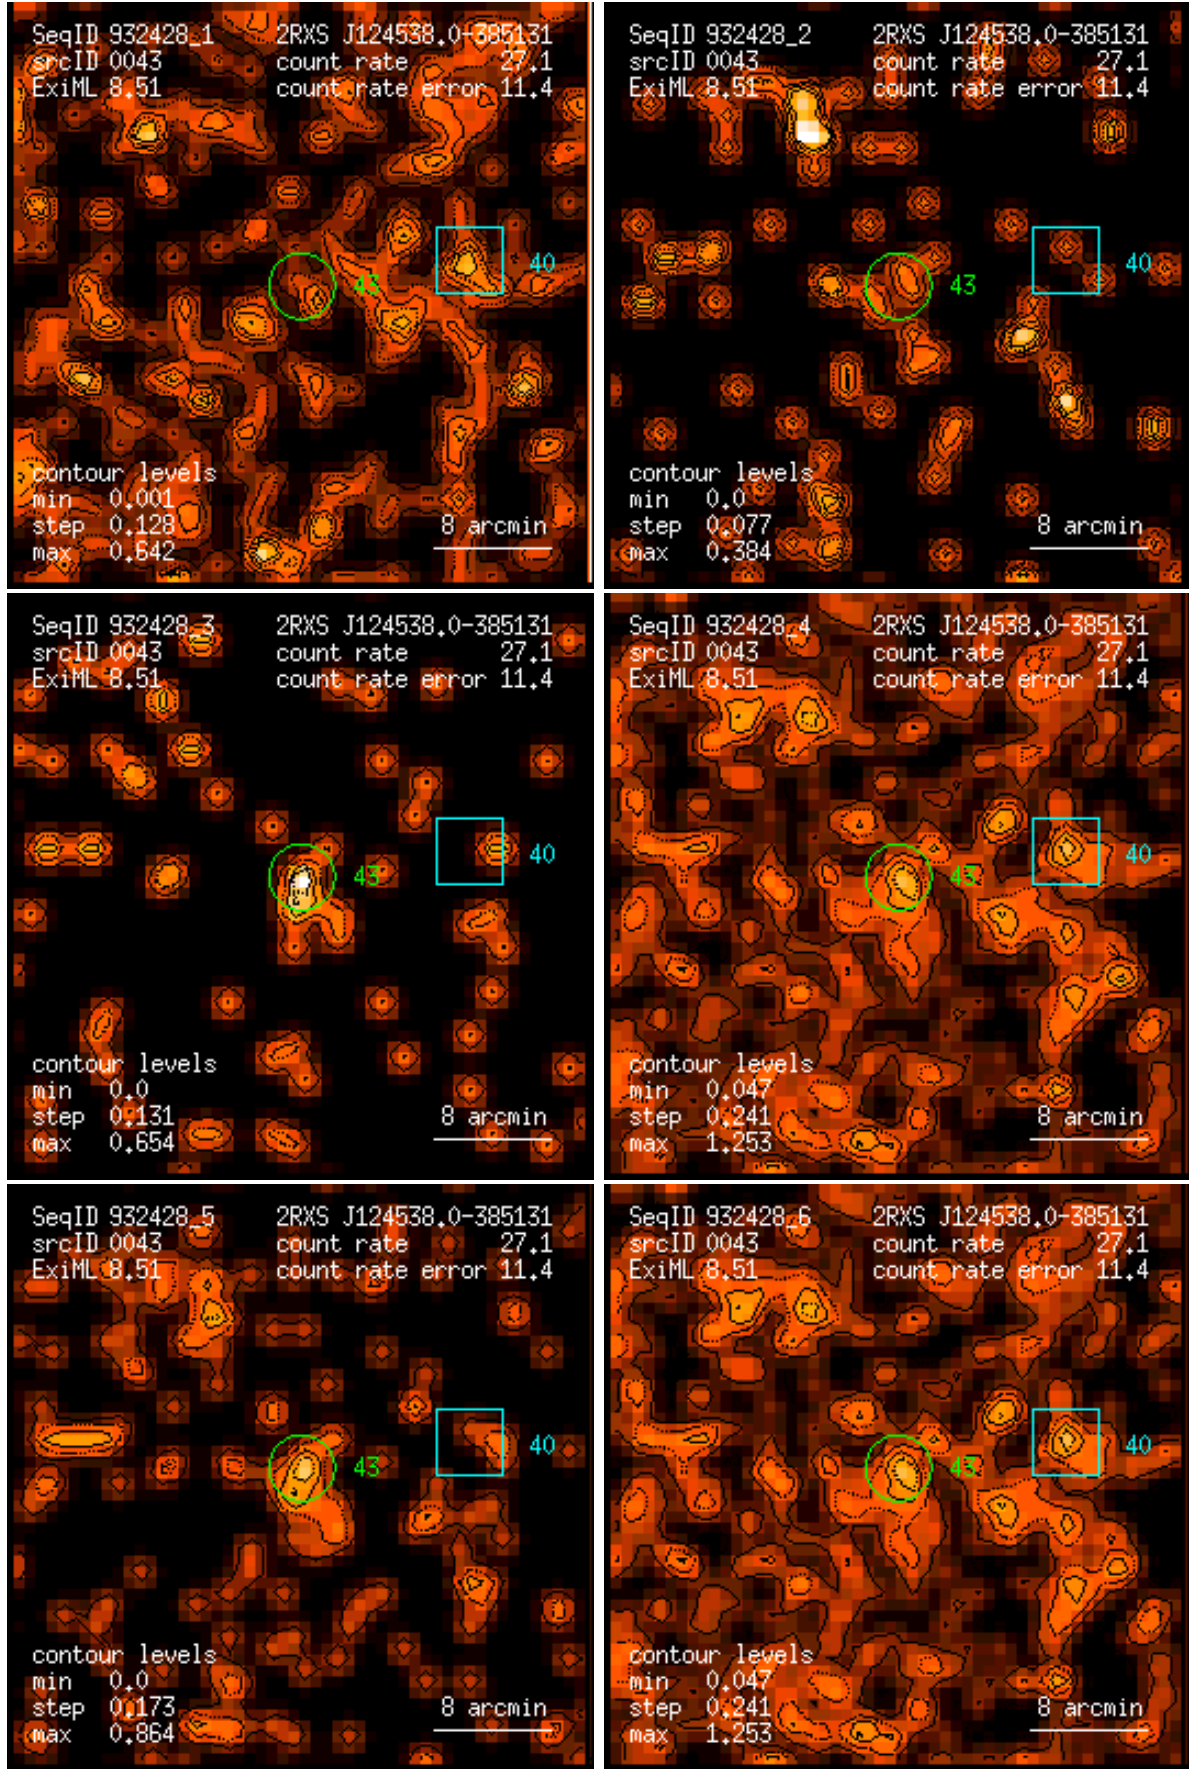 SeqID 932428_1 2RXS J124538.0-385131
srcID 0043 count rate 27.1
ExiML 8.51 count rate error 11.4
40
43
contour levels
min 0.001
step 0.128
max 0.642
8 arcmin
SeqID 932428_2 2RXS J124538.0-385131
srcID 0043 count rate 27.1
ExiML 8.51 count rate error 11.4
40
43
contour levels
min 0.0
step 0.077
max 0.384
8 arcmin
SeqID 932428_3 2RXS J124538.0-385131
srcID 0043 count rate 27.1
ExiML 8.51 count rate error 11.4
40
43
contour levels
min 0.0
step 0.131
max 0.654
8 arcmin
SeqID 932428_4 2RXS J124538.0-385131
srcID 0043 count rate 27.1
ExiML 8.51 count rate error 11.4
40
43
contour levels
min 0.047
step 0.241
max 1.253
8 arcmin
SeqID 932428_5 2RXS J124538.0-385131
srcID 0043 count rate 27.1
ExiML 8.51 count rate error 11.4
40
43
contour levels
min 0.0
step 0.173
max 0.864
8 arcmin
SeqID 932428_6 2RXS J124538.0-385131
srcID 0043 count rate 27.1
ExiML 8.51 count rate error 11.4
40
43
contour levels
min 0.047
step 0.241
max 1.253
8 arcmin